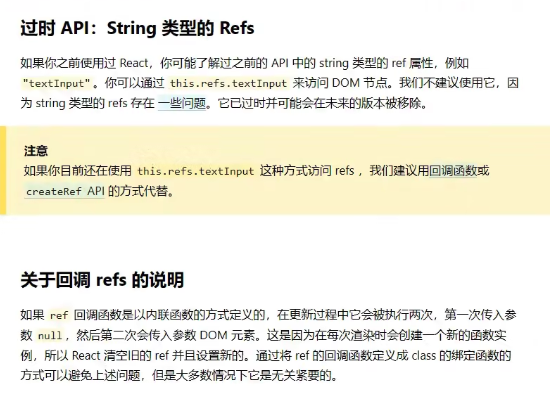 过时 API：String 类型的 Refs
如果你之前使用过 React，你可能了解过之前的 API 中的 string 类型的 ref 属性，例如
"textInput"。你可以通过 this.refs.textInput 来访问 DOM 节点。我们不建议使用它，因
为 string 类型的 refs 存在 一些问题。它已过时并可能会在未来的版本被移除。
注意
如果你目前还在使用 this.refs.textInput 这种方式访问 refs ，我们建议用回调函数或
createRef API 的方式代替。
关于回调 refs 的说明
如果 ref 回调函数是以内联函数的方式定义的，在更新过程中它会被执行两次，第一次传入参
数 null，然后第二次会传入参数 DOM 元素。这是因为在每次渲染时会创建一个新的函数实
例，所以 React 清空旧的 ref 并且设置新的。通过将 ref 的回调函数定义成 class 的绑定函数的
方式可以避免上述问题，但是大多数情况下它是无关紧要的。